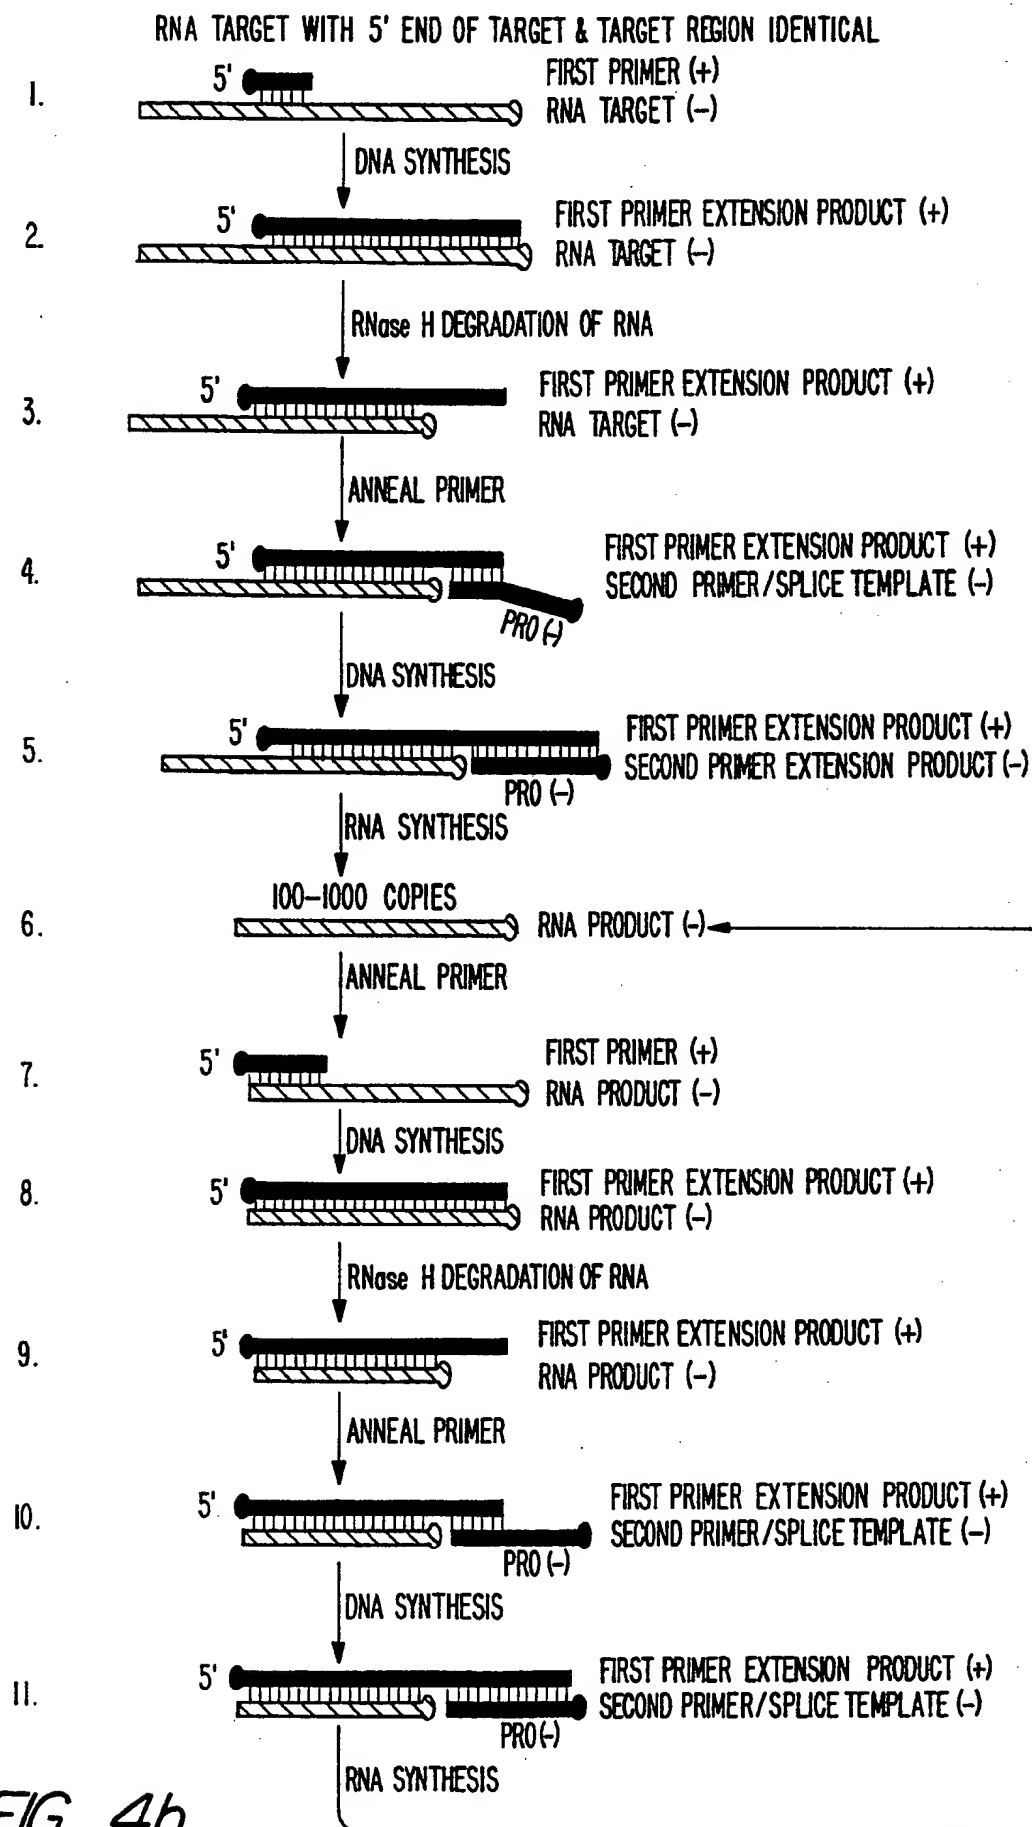 RNA TARGET WITH 5' END OF TARGET & TARGET REGION IDENTICAL
1.
5'
FIRST PRIMER (+)
RNA TARGET (-)
DNA SYNTHESIS
2.
5'
FIRST PRIMER EXTENSION PRODUCT (+)
RNA TARGET (-)
RNase H DEGRADATION OF RNA
3.
5'
FIRST PRIMER EXTENSION PRODUCT (+)
RNA TARGET (-)
ANNEAL PRIMER
4.
5'
FIRST PRIMER EXTENSION PRODUCT (+)
SECOND PRIMER/SPLICE TEMPLATE (-)
PRO (-)
DNA SYNTHESIS
5.
5'
FIRST PRIMER EXTENSION PRODUCT (+)
SECOND PRIMER EXTENSION PRODUCT (-)
PRO (-)
RNA SYNTHESIS
100-1000 COPIES
6.
RNA PRODUCT (-)
ANNEAL PRIMER
7.
5'
FIRST PRIMER (+)
RNA PRODUCT (-)
DNA SYNTHESIS
8.
5'
FIRST PRIMER EXTENSION PRODUCT (+)
RNA PRODUCT (-)
RNase H DEGRADATION OF RNA
9.
5'
FIRST PRIMER EXTENSION PRODUCT (+)
RNA PRODUCT (-)
ANNEAL PRIMER
10.
5'
FIRST PRIMER EXTENSION PRODUCT (+)
SECOND PRIMER/SPLICE TEMPLATE (-)
PRO (-)
DNA SYNTHESIS
11.
5'
FIRST PRIMER EXTENSION PRODUCT (+)
SECOND PRIMER/SPLICE TEMPLATE (-)
PRO (-)
RNA SYNTHESIS
FIG. 4b